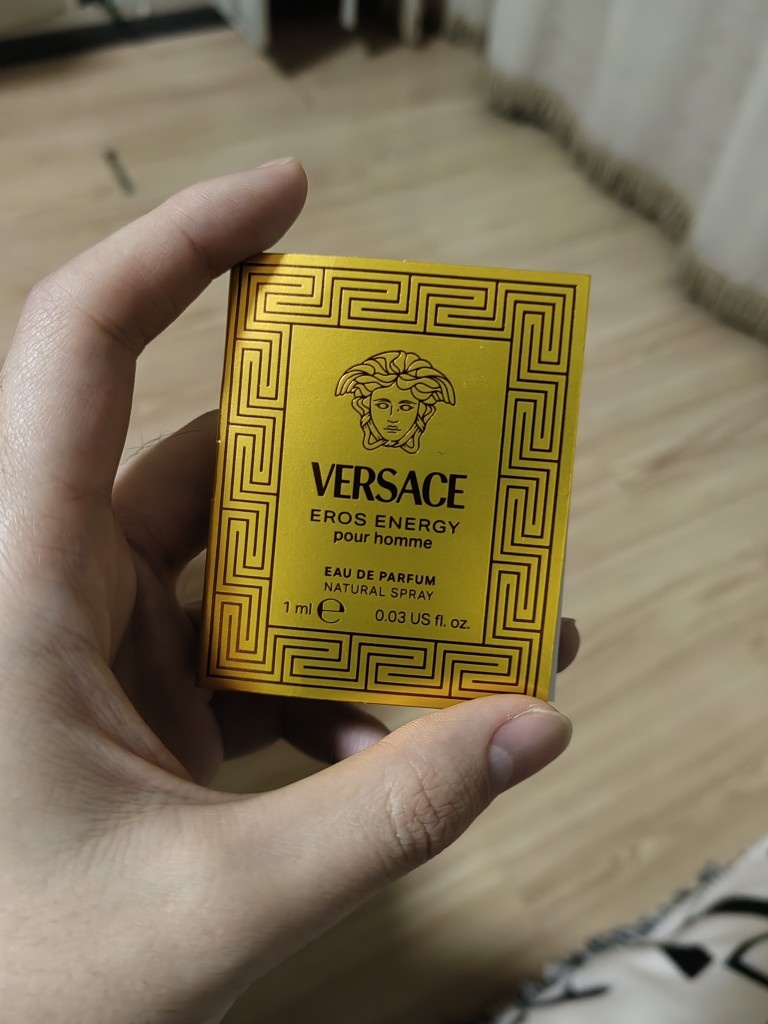 VERSACE
EROS ENERGY
pour homme
EAU DE PARFUM
NATURAL SPRAY
1 ml ℮ 0.03 US fl. oz.